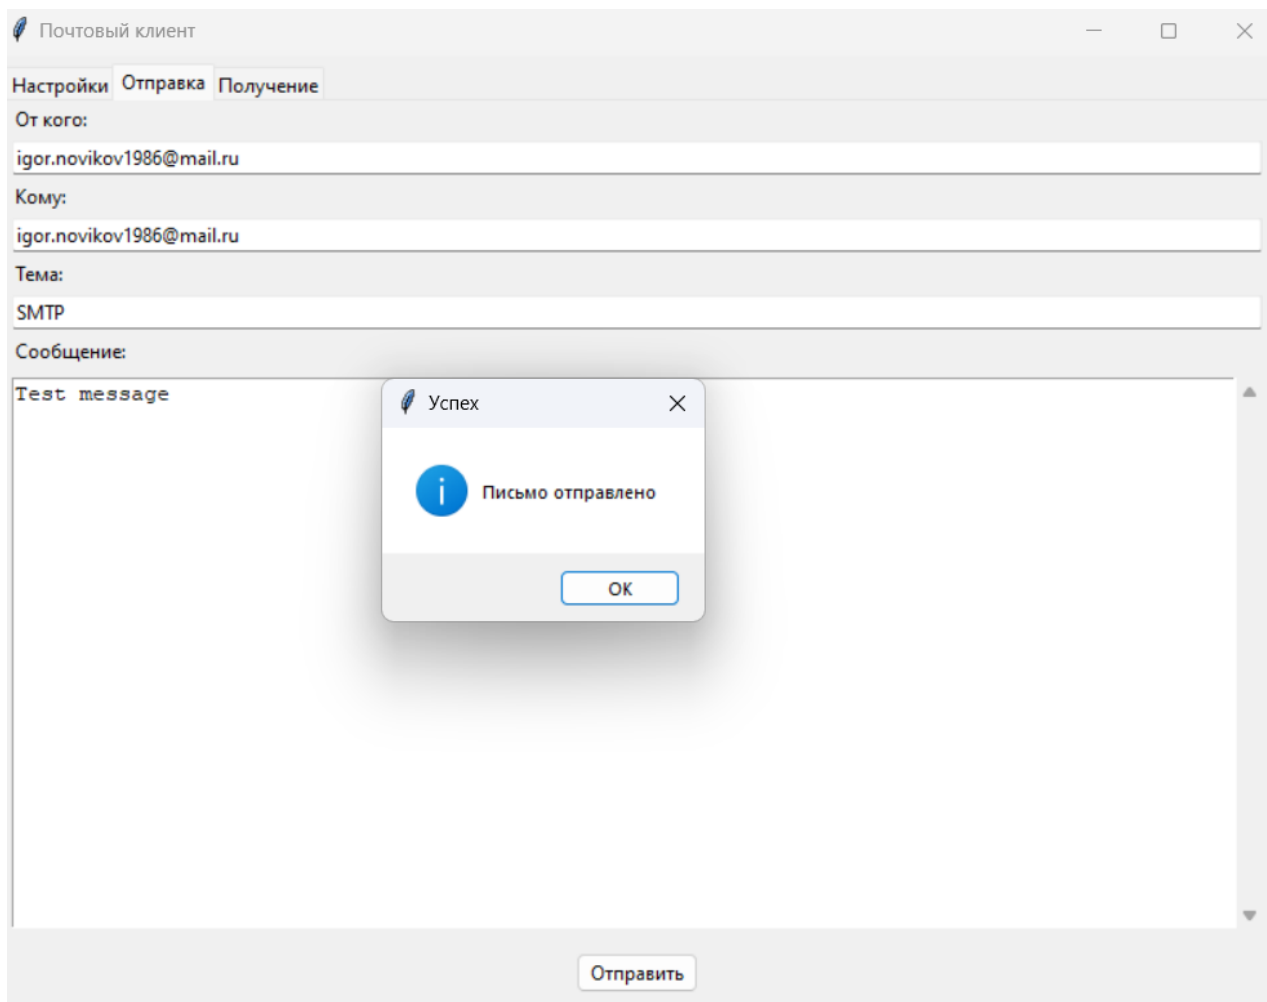 Почтовый клиент
Настройки Отправка Получение
От кого:
igor.novikov1986@mail.ru
Кому:
igor.novikov1986@mail.ru
Тема:
SMTP
Сообщение:
Test message
Успех
Письмо отправлено
ОК
Отправить